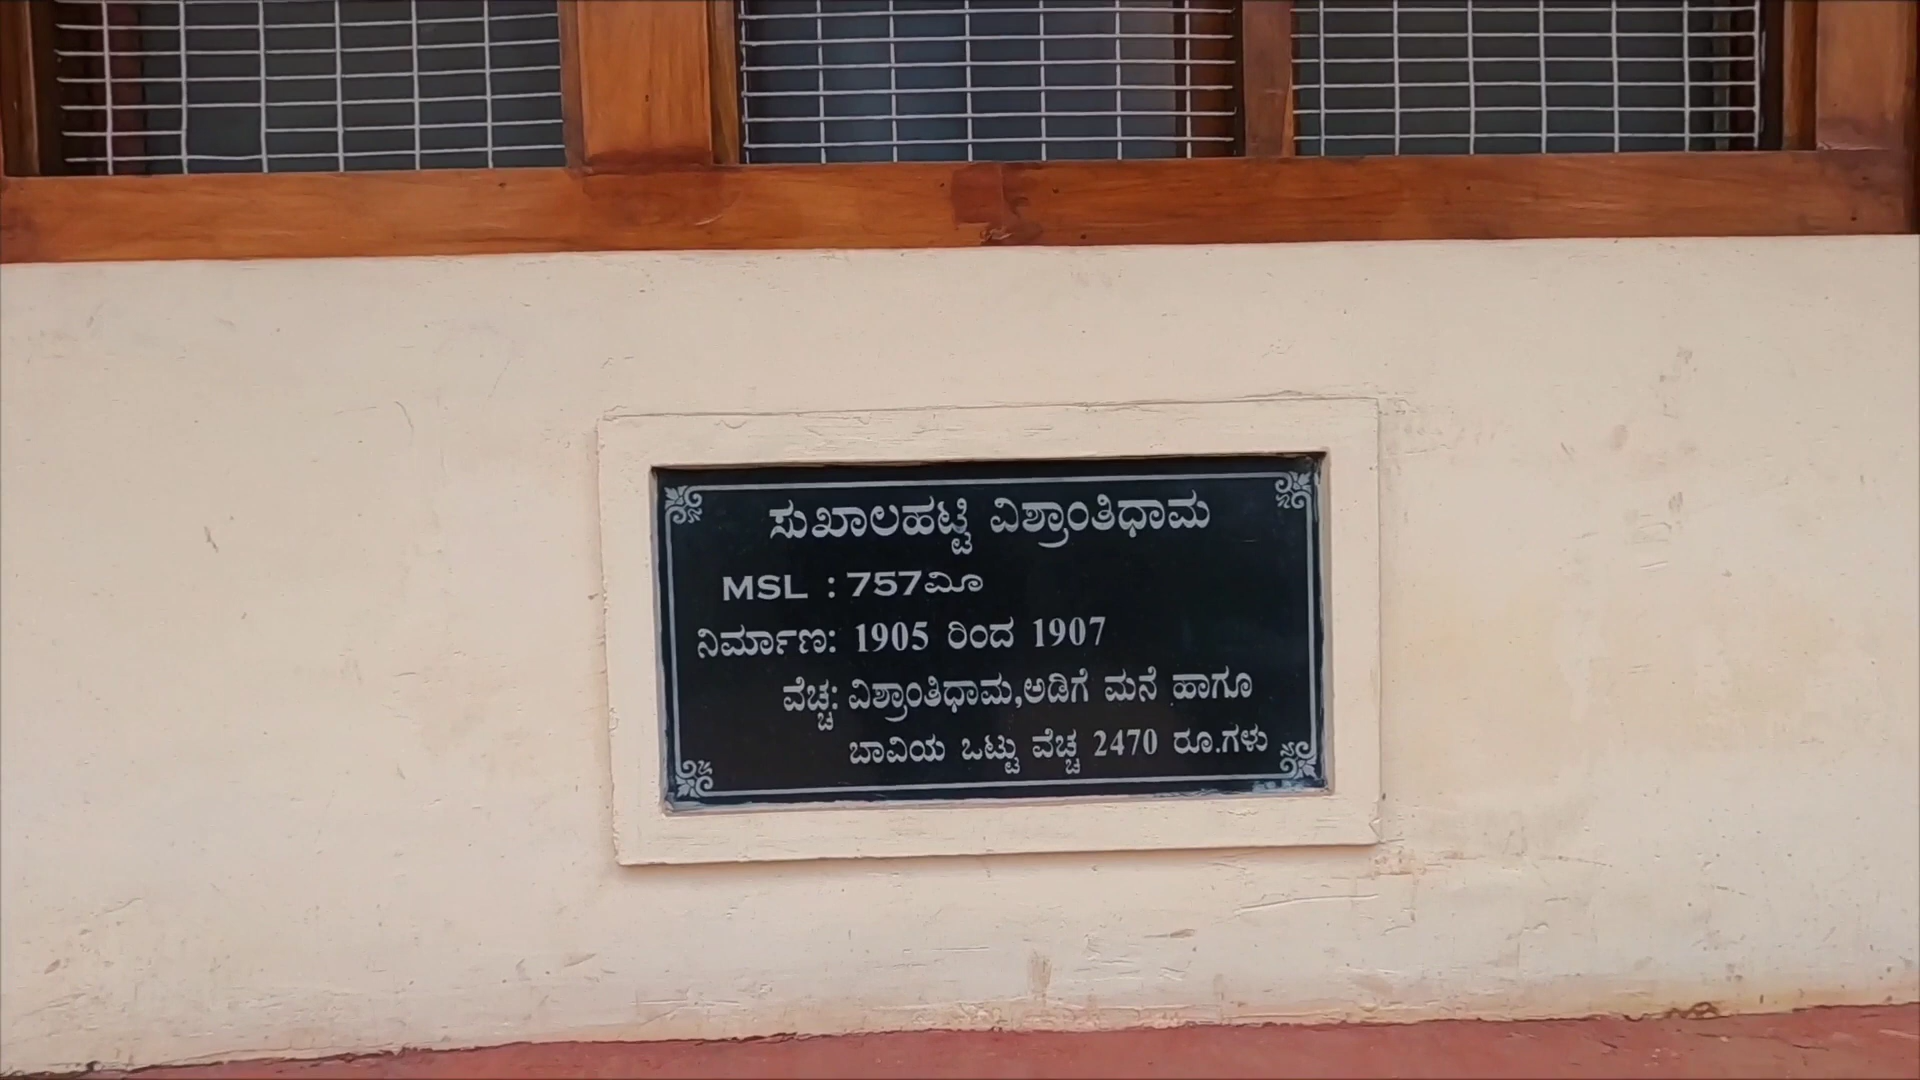 ಸುಖಾಲಹಟ್ಟಿ ವಿಶ್ರಾಂತಿಧಾಮ
MSL : 757ಮೀ
ನಿರ್ಮಾಣ: 1905 ರಿಂದ 1907
ವೆಚ್ಚ: ವಿಶ್ರಾಂತಿಧಾಮ,ಅಡಿಗೆ ಮನೆ ಹಾಗೂ
ಬಾವಿಯ ಒಟ್ಟು ವೆಚ್ಚ 2470 ರೂ.ಗಳು